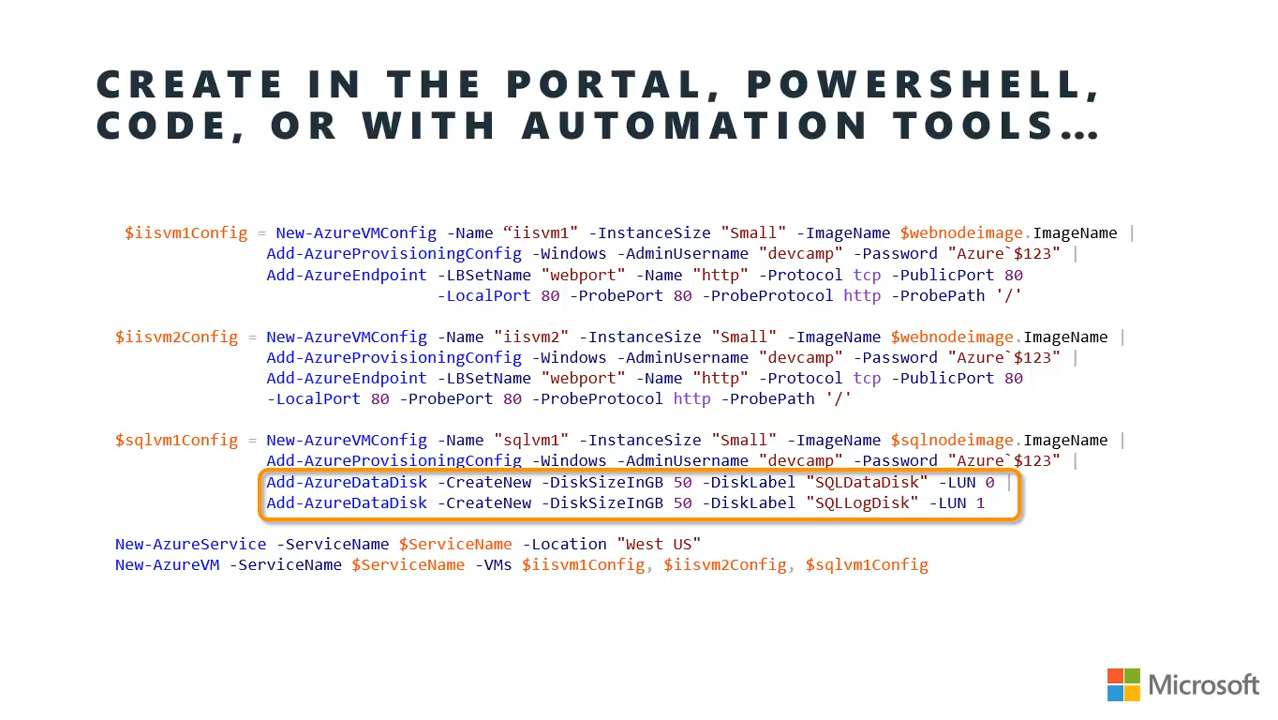 CREATE IN THE PORTAL, POWERSHELL,
CODE, OR WITH AUTOMATION TOOLS…
$iisvm1Config = New-AzureVMConfig -Name “iisvm1" -InstanceSize "Small" -ImageName $webnodeimage.ImageName |
Add-AzureProvisioningConfig -Windows -AdminUsername "devcamp" -Password "Azure`$123" |
Add-AzureEndpoint -LBSetName "webport" -Name "http" -Protocol tcp -PublicPort 80
-LocalPort 80 -ProbePort 80 -ProbeProtocol http -ProbePath '/'
$iisvm2Config = New-AzureVMConfig -Name "iisvm2" -InstanceSize "Small" -ImageName $webnodeimage.ImageName |
Add-AzureProvisioningConfig -Windows -AdminUsername "devcamp" -Password "Azure`$123" |
Add-AzureEndpoint -LBSetName "webport" -Name "http" -Protocol tcp -PublicPort 80
-LocalPort 80 -ProbePort 80 -ProbeProtocol http -ProbePath '/'
$sqlvm1Config = New-AzureVMConfig -Name "sqlvm1" -InstanceSize "Small" -ImageName $sqlnodeimage.ImageName |
Add-AzureProvisioningConfig -Windows -AdminUsername "devcamp" -Password "Azure`$123" |
Add-AzureDataDisk -CreateNew -DiskSizeInGB 50 -DiskLabel "SQLDataDisk" -LUN 0 |
Add-AzureDataDisk -CreateNew -DiskSizeInGB 50 -DiskLabel "SQLLogDisk" -LUN 1
New-AzureService -ServiceName $ServiceName -Location "West US"
New-AzureVM -ServiceName $ServiceName -VMs $iisvm1Config, $iisvm2Config, $sqlvm1Config
Microsoft